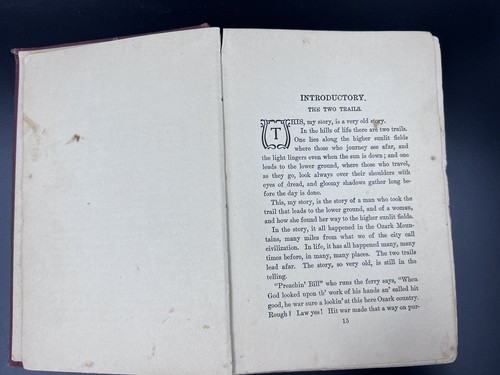 INTRODUCTORY.
THE TWO TRAILS.
THIS, my story, is a very old story.
In the hills of life there are two trails.
One lies along the higher sunlit fields
where those who journey see afar, and
the light lingers even when the sun is down; and one
leads to the lower ground, where those who travel,
as they go, look always over their shoulders with
eyes of dread, and gloomy shadows gather long be-
fore the day is done.
This, my story, is the story of a man who took the
trail that leads to the lower ground, and of a woman,
and how she found her way to the higher sunlit fields.
In the story, it all happened in the Ozark Moun-
tains, many miles from what we of the city call
civilization. In life, it has all happened many, many
times before, in many, many places. The two trails
lead afar. The story, so very old, is still in the
telling.
"Preachin' Bill" who runs the ferry says, "When
God looked upon th' work of his hands an' called hit
good, he war sure a lookin' at this here Ozark country.
Rough! Law yes! Hit war made that a way on pur-
15